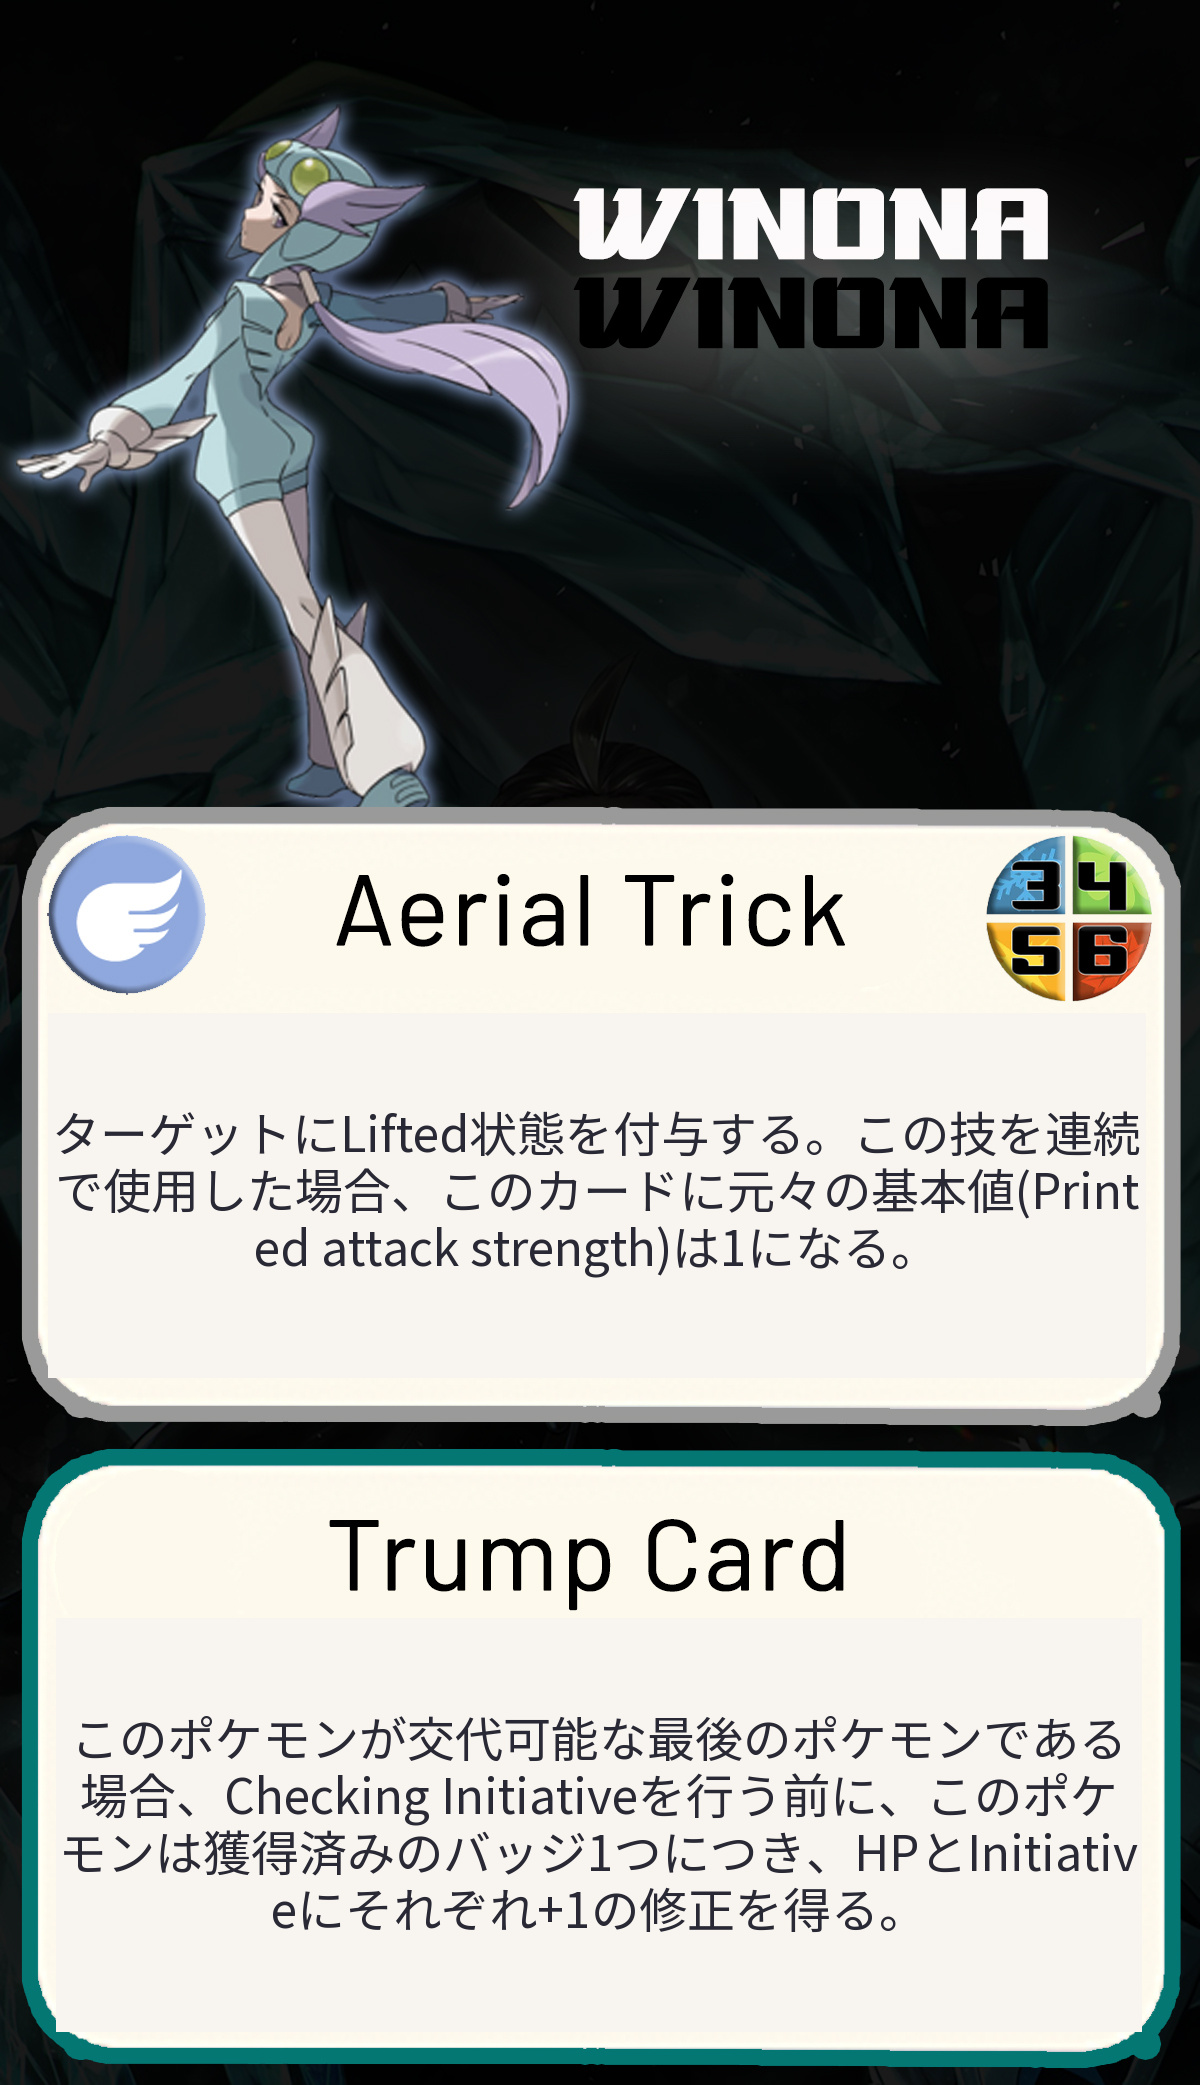 WINONA
WINONA
Aerial Trick
3 4
5 6
ターゲットにLifted状態を付与する。この技を連続
で使用した場合、このカードに元々の基本値(Print
ed attack strength)は1になる。
Trump Card
このポケモンが交代可能な最後のポケモンである
場合、Checking Initiativeを行う前に、このポケ
モンは獲得済みのバッジ1つにつき、HPとInitiativ
eにそれぞれ+1の修正を得る。